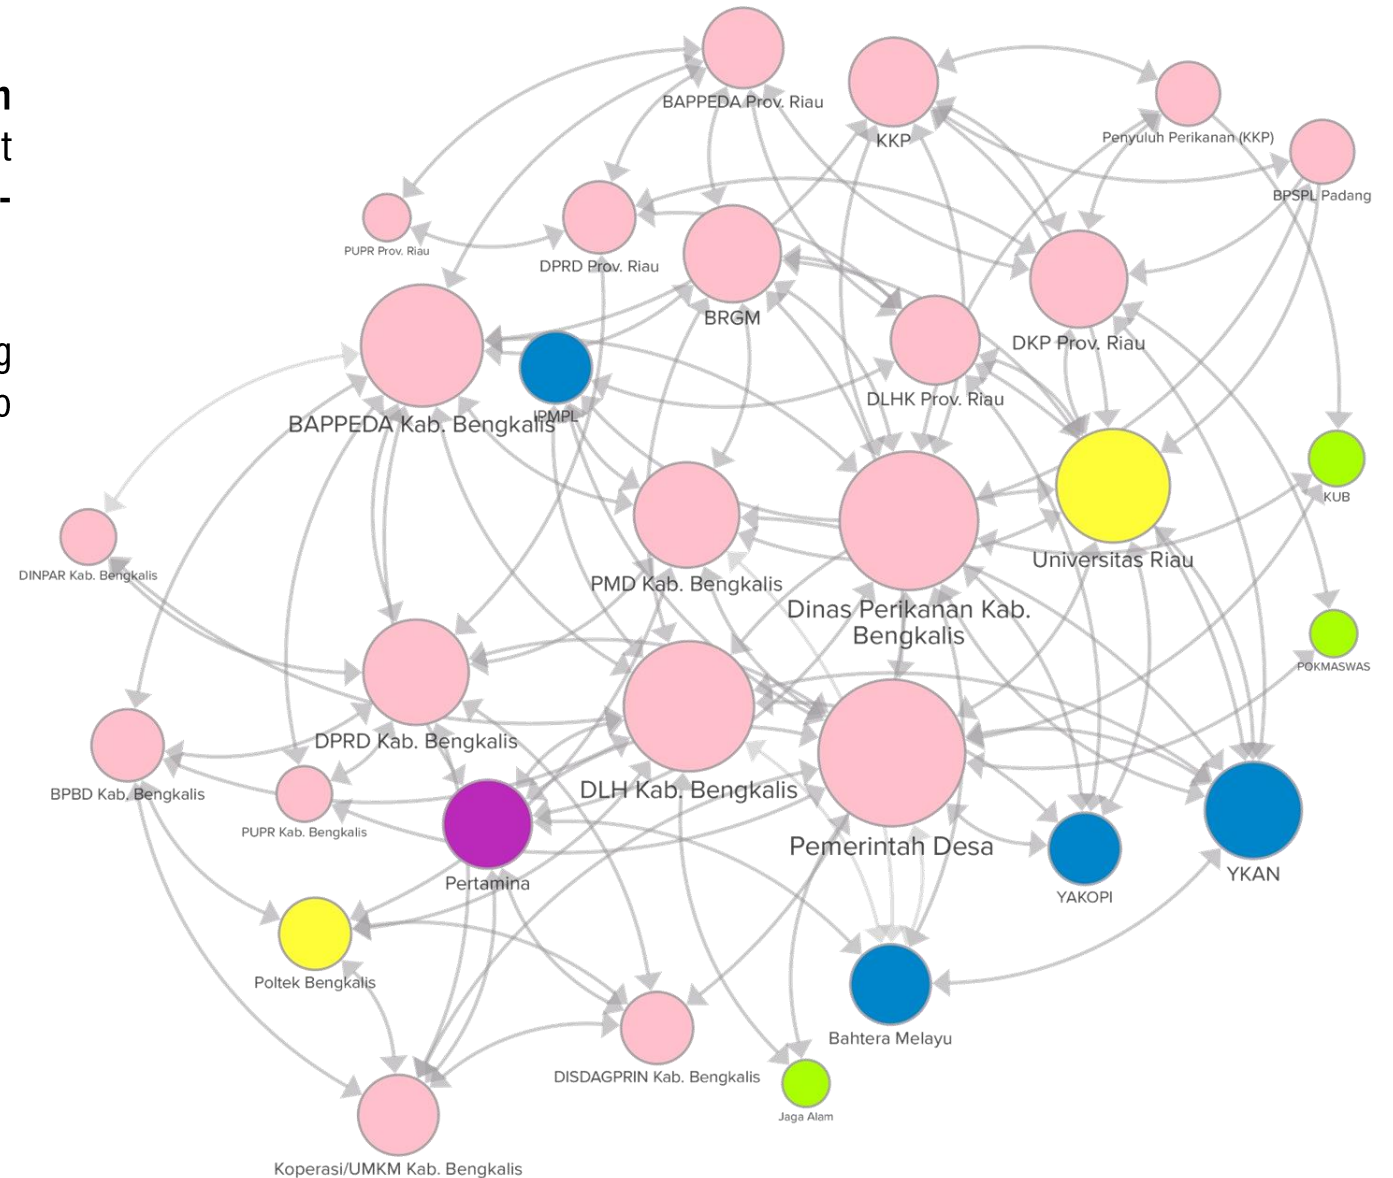 n
t
-
g
0
BAPPEDA Prov. Riau
KKP
Penyuluh Perikanan (KKP)
BPSPL Padang
PUPR Prov. Riau
DPRD Prov. Riau
BRGM
DKP Prov. Riau
DLHK Prov. Riau
BAPPEDA Kab. Bengkalis
IPMPL
KUB
Universitas Riau
DINPAR Kab. Bengkalis
PMD Kab. Bengkalis
Dinas Perikanan Kab.
Bengkalis
POKMASWAS
DPRD Kab. Bengkalis
BPBD Kab. Bengkalis
DLH Kab. Bengkalis
PUPR Kab. Bengkalis
Pemerintah Desa
Pertamina
YKAN
YAKOPI
Poltek Bengkalis
Bahtera Melayu
DISDAGPRIN Kab. Bengkalis
Jaga Alam
Koperasi/UMKM Kab. Bengkalis